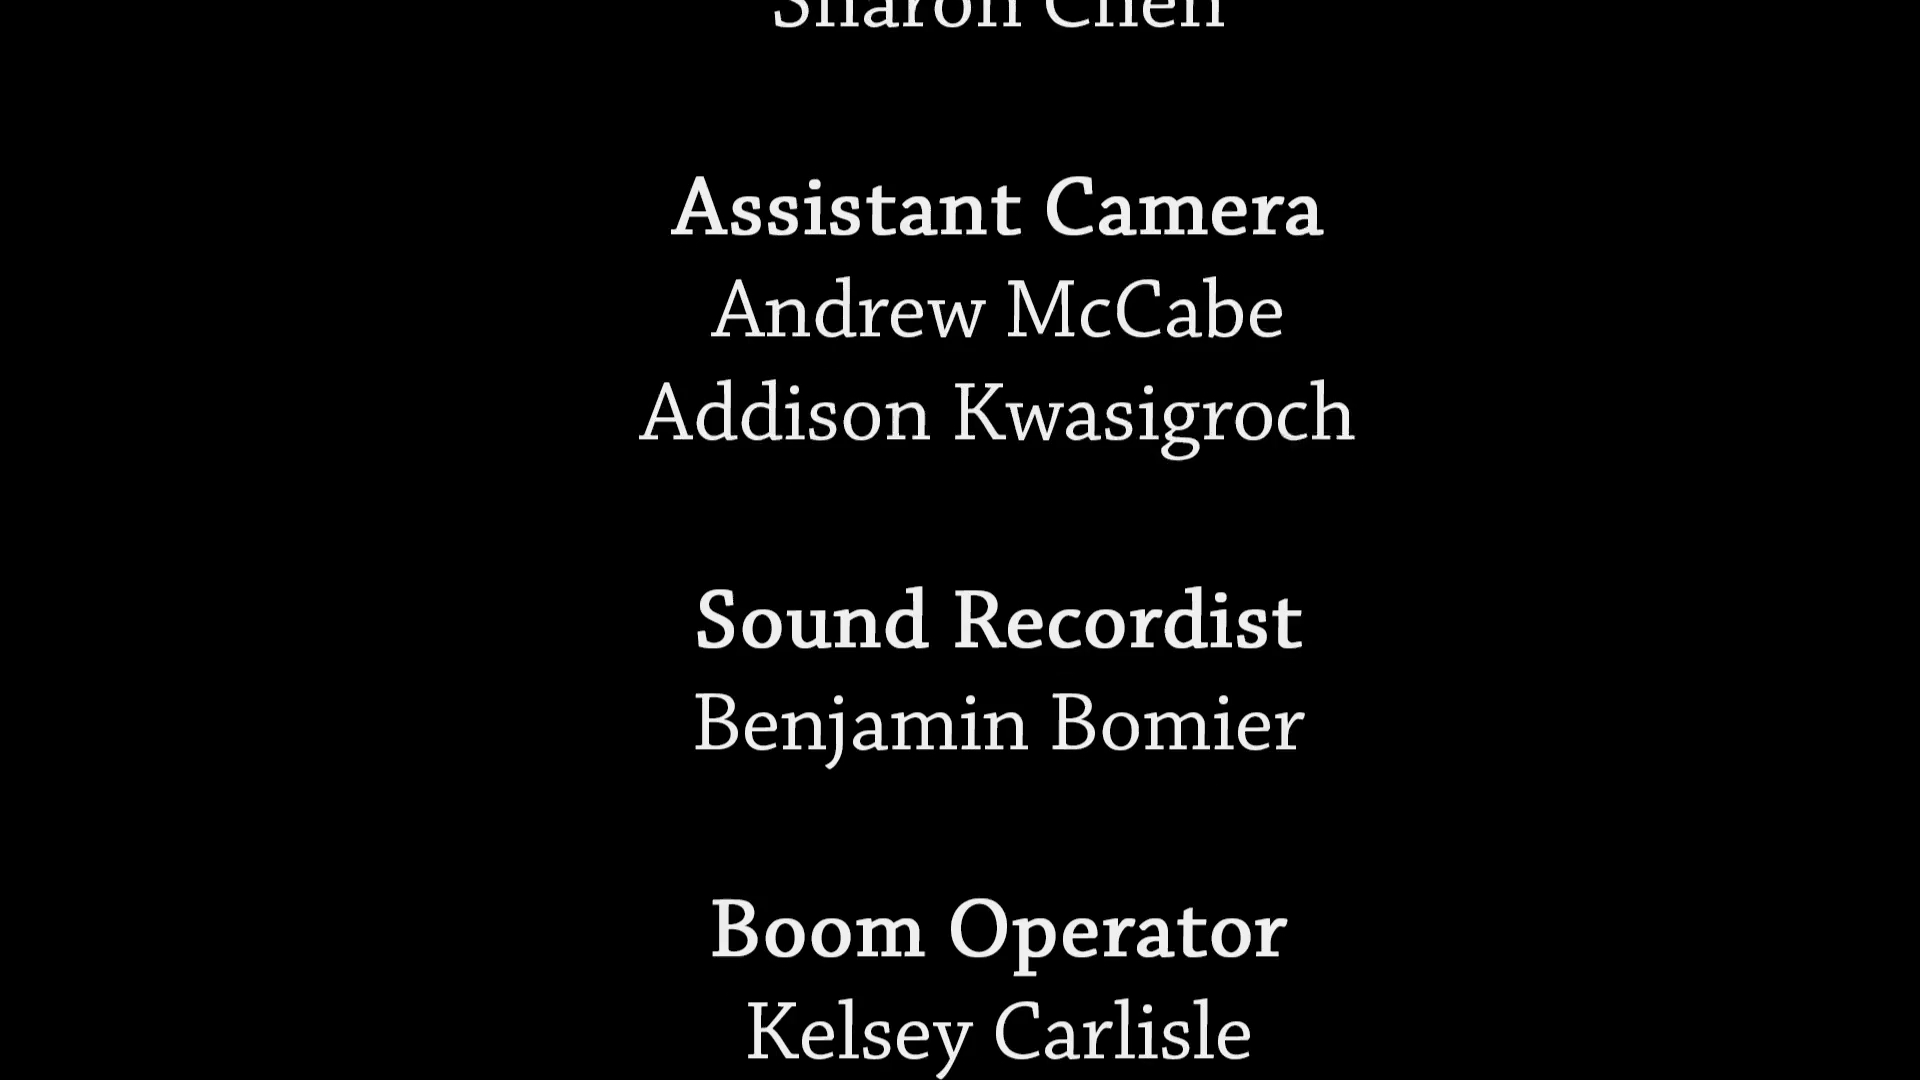 Sharon Chen
Assistant Camera
Andrew McCabe
Addison Kwasigroch
Sound Recordist
Benjamin Bomier
Boom Operator
Kelsey Carlisle